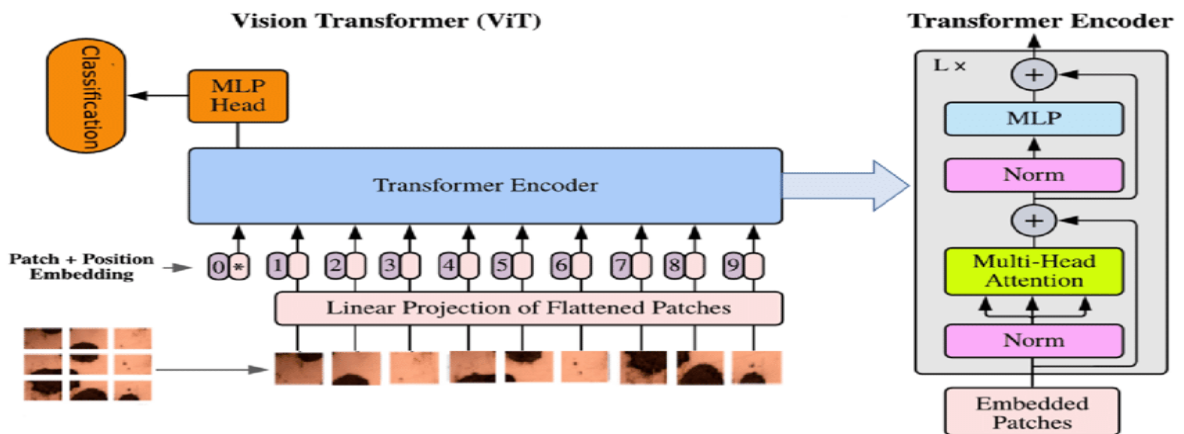 Vision Transformer (ViT)
Classification
MLP
Head
Transformer Encoder
Patch + Position
Embedding
0 * 1 2 3 4 5 6 7 8 9
Linear Projection of Flattened Patches
Transformer Encoder
L ×
+
MLP
Norm
+
Multi-Head
Attention
Norm
Embedded
Patches